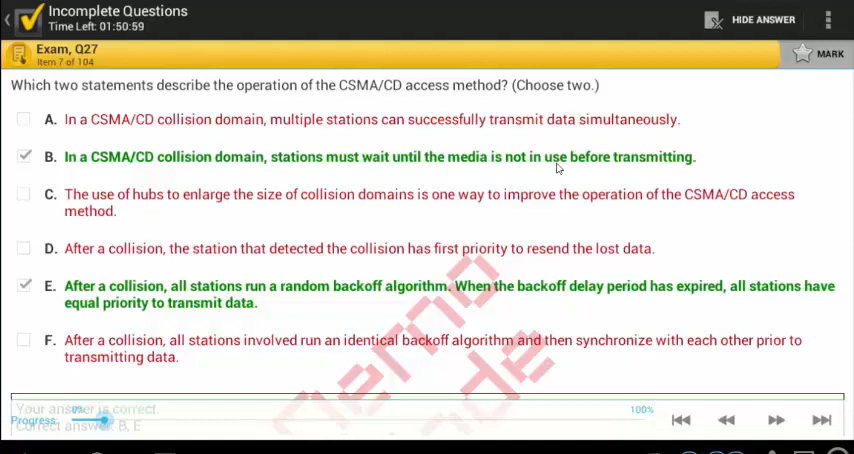 Incomplete Questions
Time Left: 01:50:59
HIDE ANSWER
Exam, Q27
Item 7 of 104
MARK
Which two statements describe the operation of the CSMA/CD access method? (Choose two.)
A. In a CSMA/CD collision domain, multiple stations can successfully transmit data simultaneously.
B. In a CSMA/CD collision domain, stations must wait until the media is not in use before transmitting.
C. The use of hubs to enlarge the size of collision domains is one way to improve the operation of the CSMA/CD access
method.
D. After a collision, the station that detected the collision has first priority to resend the lost data.
E. After a collision, all stations run a random backoff algorithm. When the backoff delay period has expired, all stations have
equal priority to transmit data.
F. After a collision, all stations involved run an identical backoff algorithm and then synchronize with each other prior to
transmitting data.
Demo
Mode
Your answer is correct.
0%
100%
Progress
Correct answer: B, E